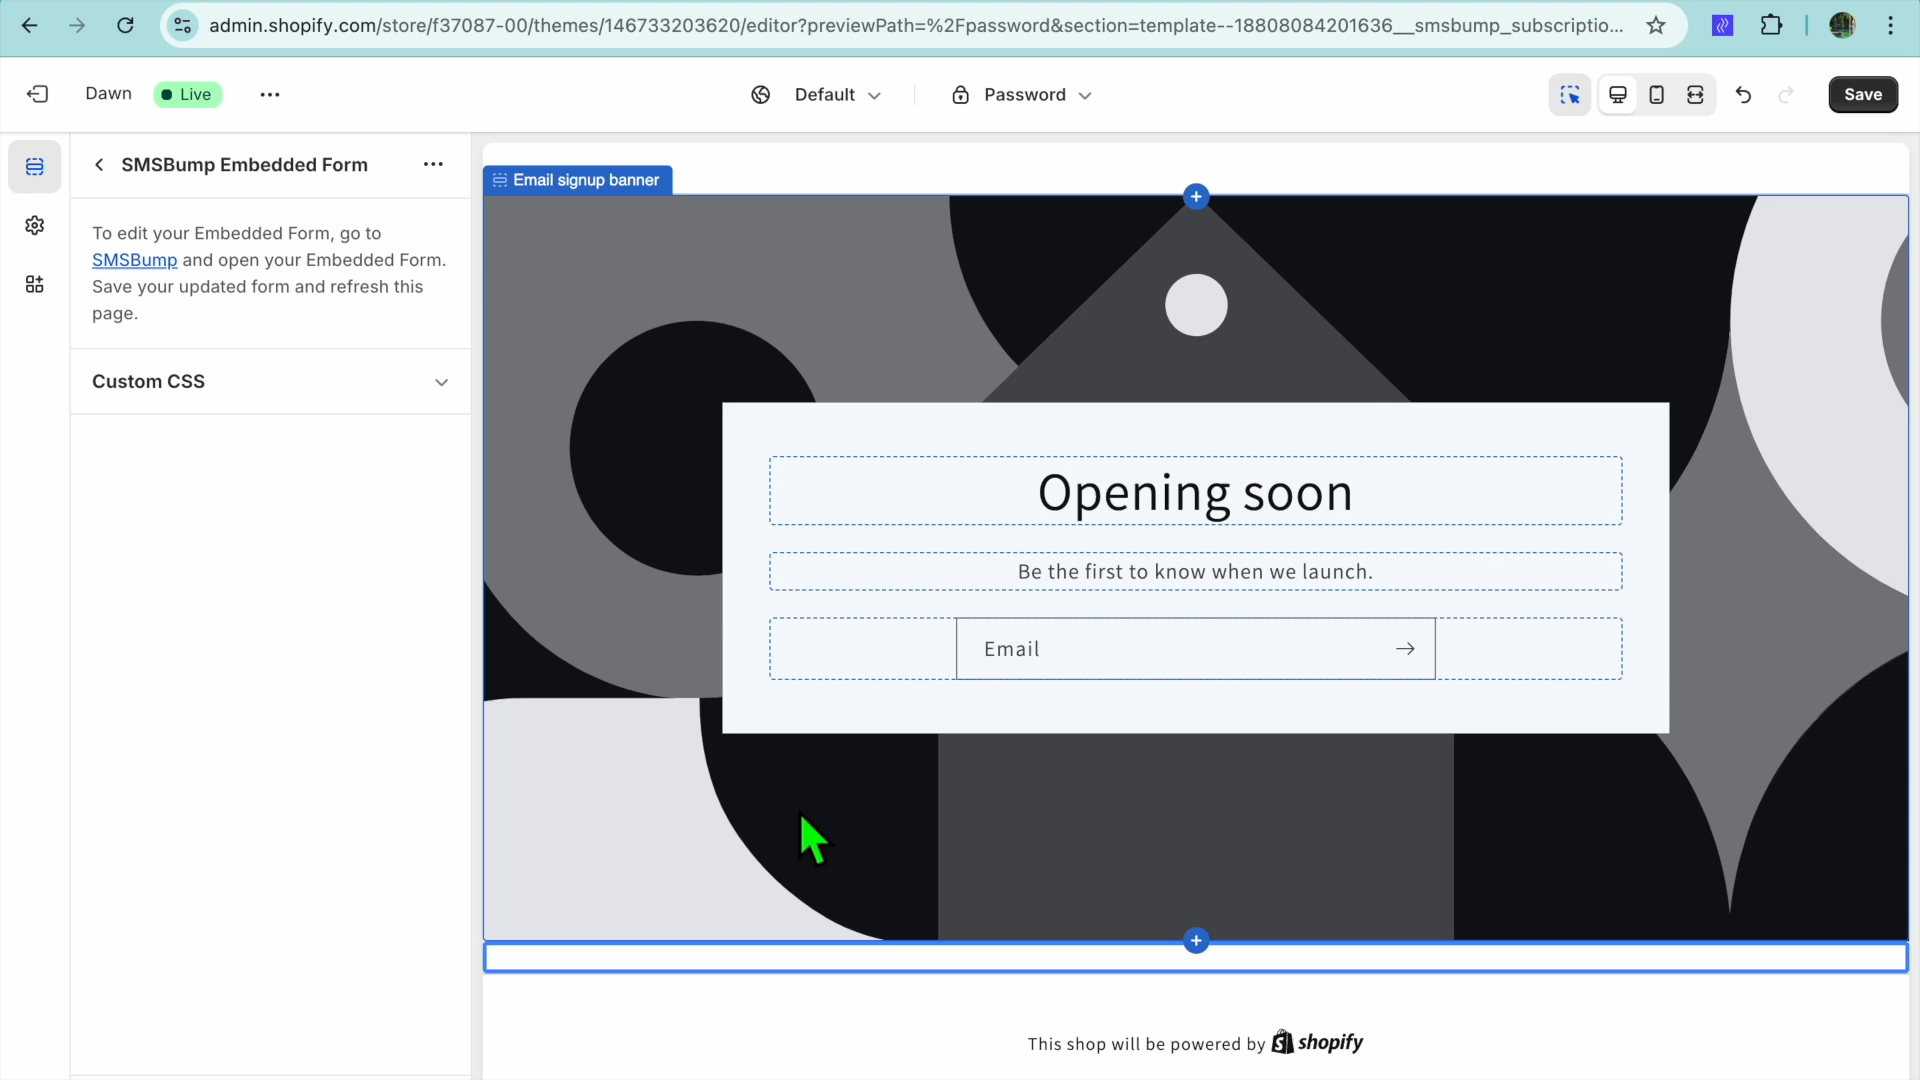 admin.shopify.com/store/f37087-00/themes/146733203620/editor?previewPath=%2Fpassword&section=template--18808084201636__smsbump_subscriptio...
Dawn
Live
Default
Password
Save
SMSBump Embedded Form
To edit your Embedded Form, go to
SMSBump and open your Embedded Form.
Save your updated form and refresh this
page.
Custom CSS
Email signup banner
Opening soon
Be the first to know when we launch.
Email
This shop will be powered by shopify